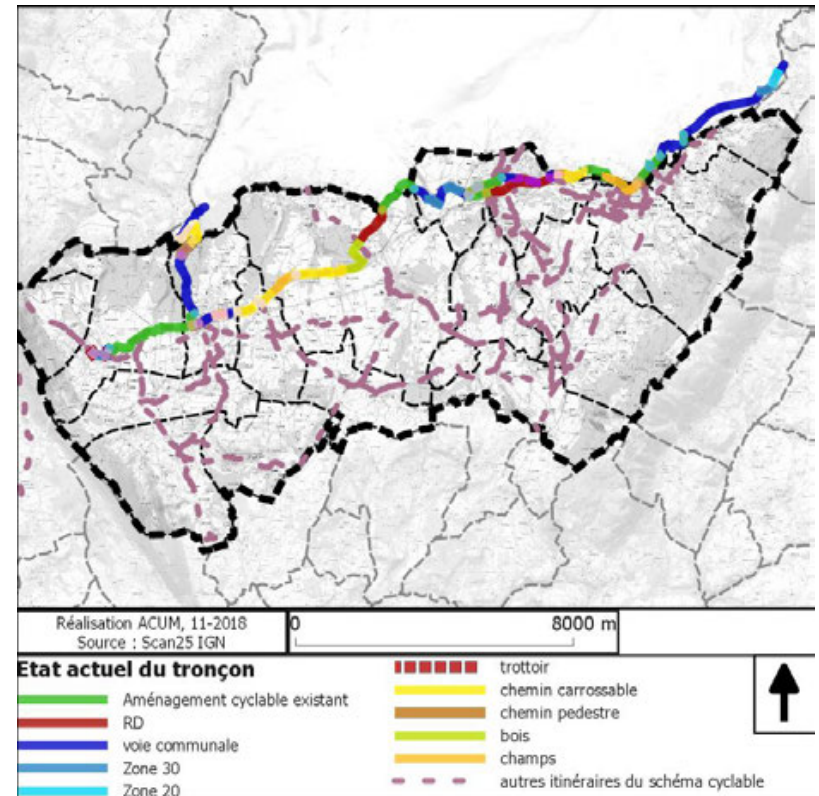 Réalisation ACUM, 11-2018
Source : Scan25 IGN
0 8000 m
Etat actuel du tronçon
Aménagement cyclable existant
RD
voie communale
Zone 30
Zone 20
trottoir
chemin carrossable
chemin pedestre
bois
champs
autres itinéraires du schéma cyclable